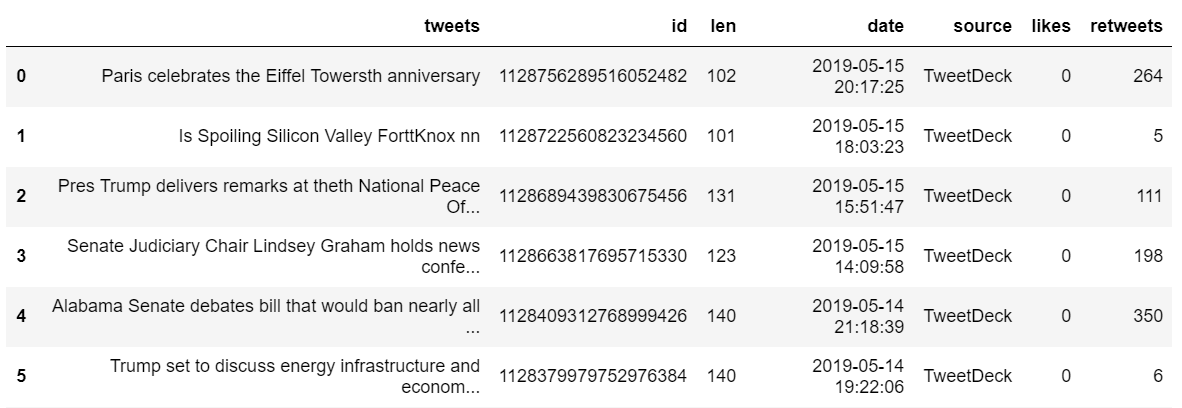 tweets id len date source likes retweets
0 Paris celebrates the Eiffel Towersth anniversary 1128756289516052482 102 2019-05-15 20:17:25 TweetDeck 0 264
1 Is Spoiling Silicon Valley ForttKnox nn 1128722560823234560 101 2019-05-15 18:03:23 TweetDeck 0 5
2 Pres Trump delivers remarks at theth National Peace Of... 1128689439830675456 131 2019-05-15 15:51:47 TweetDeck 0 111
3 Senate Judiciary Chair Lindsey Graham holds news confe... 1128663817695715330 123 2019-05-15 14:09:58 TweetDeck 0 198
4 Alabama Senate debates bill that would ban nearly all ... 1128409312768999426 140 2019-05-14 21:18:39 TweetDeck 0 350
5 Trump set to discuss energy infrastructure and econom... 1128379979752976384 140 2019-05-14 19:22:06 TweetDeck 0 6